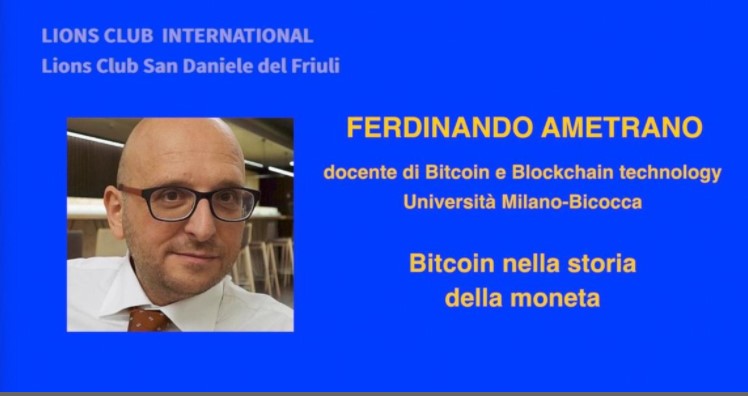 LIONS CLUB INTERNATIONAL
Lions Club San Daniele del Friuli
FERDINANDO AMETRANO
docente di Bitcoin e Blockchain technology
Università Milano-Bicocca
Bitcoin nella storia
della moneta